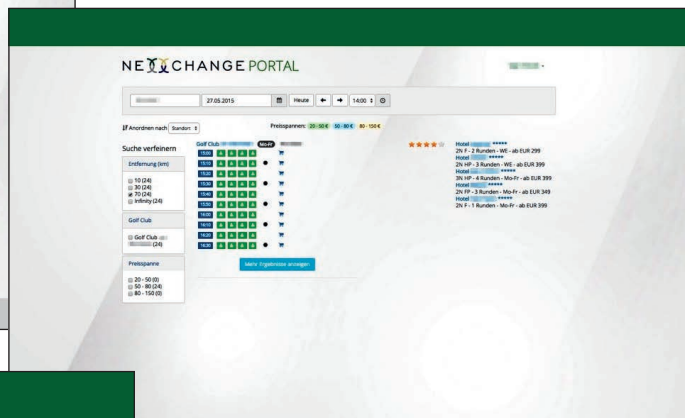 NEXXCHANGE PORTAL
27.05.2015 Heute 14:00
Anordnen nach Standort
Preisspannen: 20 - 50 € 50 - 80 € 80 - 150 €
Suche verfeinern
Entfernung (km)
10 (24)
30 (24)
70 (24)
Infinity (24)
Golf Club
Golf Club
(24)
Preisspanne
20 - 50 (0)
50 - 80 (24)
80 - 150 (0)
Golf Club Mo-Fr
15:00
15:10
15:20
15:30
15:40
15:50
16:00
16:10
16:20
16:30
Mehr Ergebnisse anzeigen
Hotel *****
2N F - 2 Runden - WE - ab EUR 299
Hotel
2N HP - 3 Runden - WE - ab EUR 399
Hotel *****
3N HP - 4 Runden - Mo-Fr - ab EUR 399
Hotel *****
2N FP - 3 Runden - Mo-Fr - ab EUR 349
Hotel *****
2N F - 1 Runden - Mo-Fr - ab EUR 399